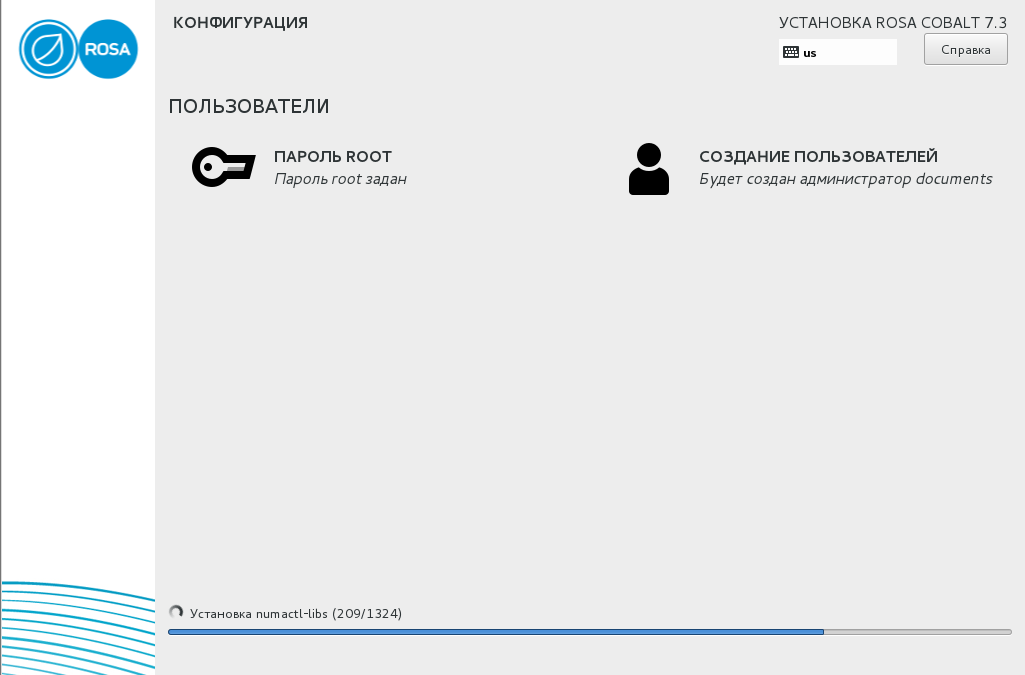 КОНФИГУРАЦИЯ
УСТАНОВКА ROSA COBALT 7.3
ROSA
us
Справка
ПОЛЬЗОВАТЕЛИ
ПАРОЛЬ ROOT
Пароль root задан
СОЗДАНИЕ ПОЛЬЗОВАТЕЛЕЙ
Будет создан администратор documents
Установка numactl-libs (209/1324)